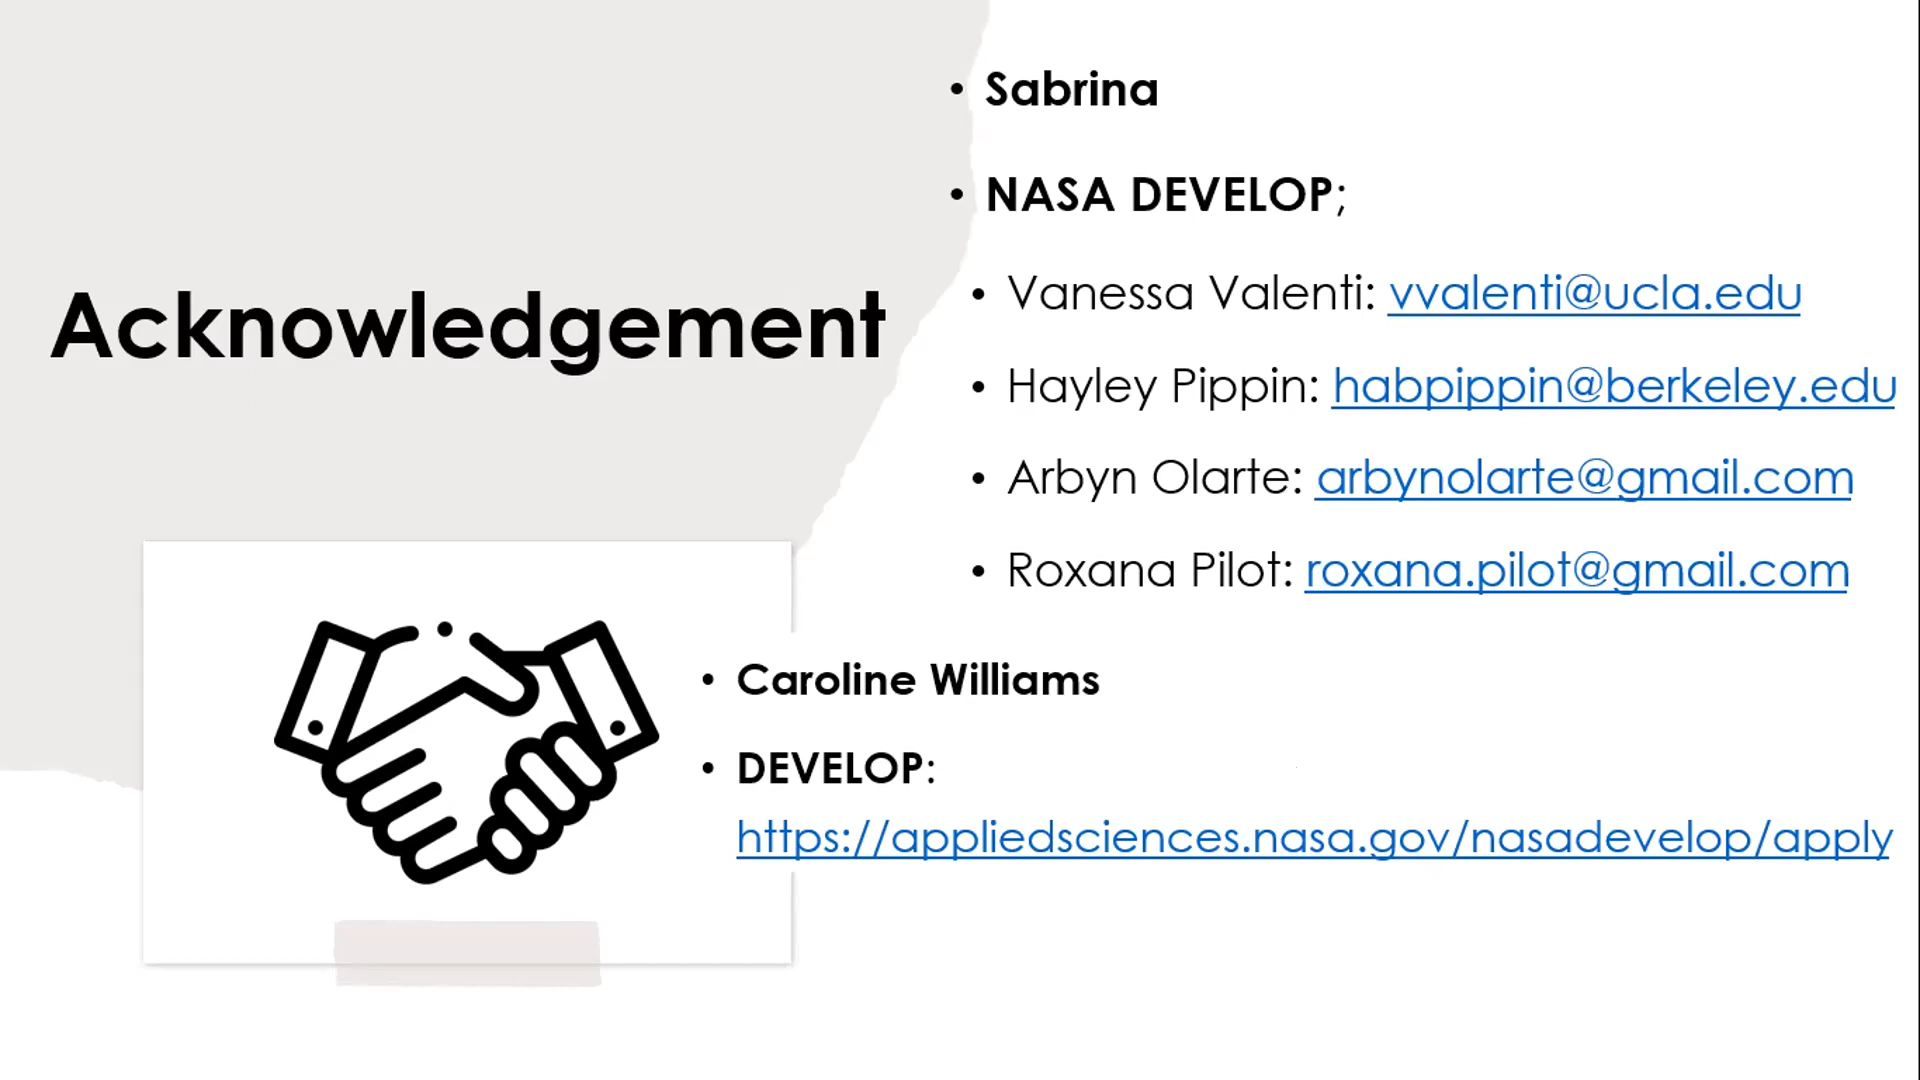 Acknowledgement
• Sabrina
• NASA DEVELOP;
• Vanessa Valenti: vvalenti@ucla.edu
• Hayley Pippin: habpippin@berkeley.edu
• Arbyn Olarte: arbynolarte@gmail.com
• Roxana Pilot: roxana.pilot@gmail.com
• Caroline Williams
• DEVELOP:
https://appliedsciences.nasa.gov/nasadevelop/apply